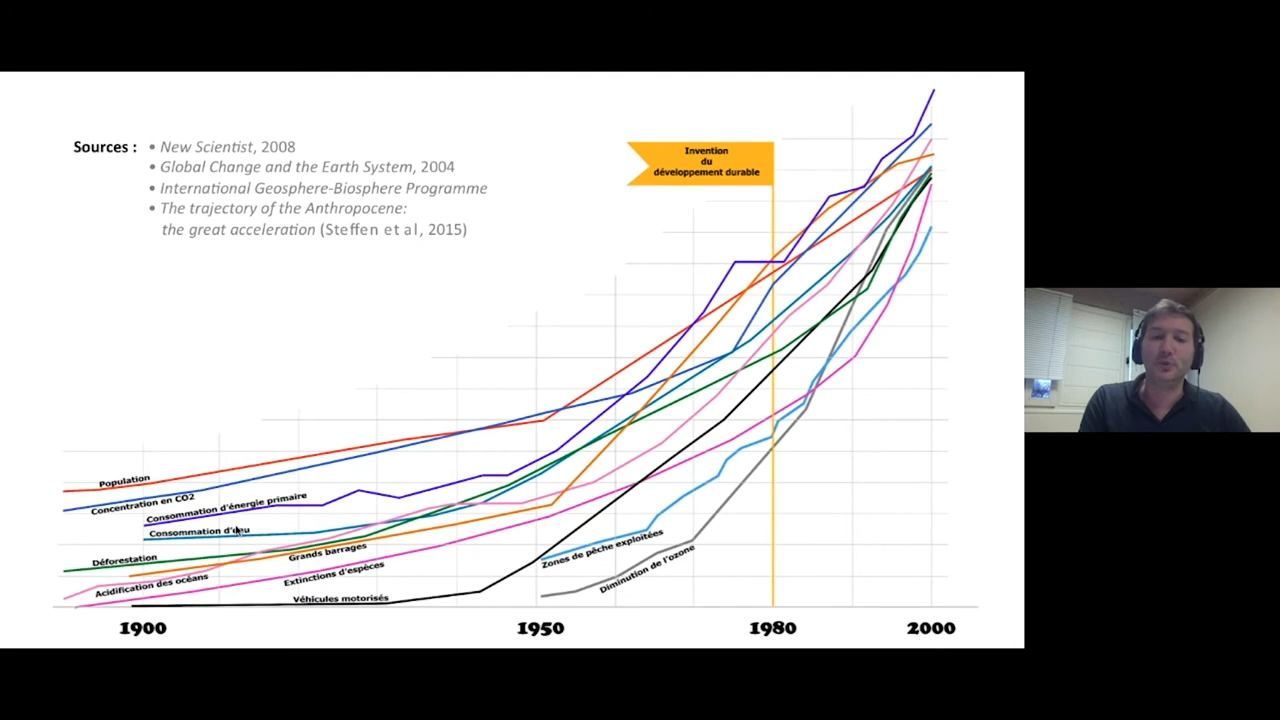 Sources :
• New Scientist, 2008
• Global Change and the Earth System, 2004
• International Geosphere-Biosphere Programme
• The trajectory of the Anthropocene:
the great acceleration (Steffen et al, 2015)
Invention
du
développement durable
Population
Concentration en CO2
Consommation d'énergie primaire
Consommation d'eau
Déforestation
Grands barrages
Acidification des océans
Extinctions d'espèces
Véhicules motorisés
Zones de pêche exploitées
Diminution de l'ozone
1900
1950
1980
2000